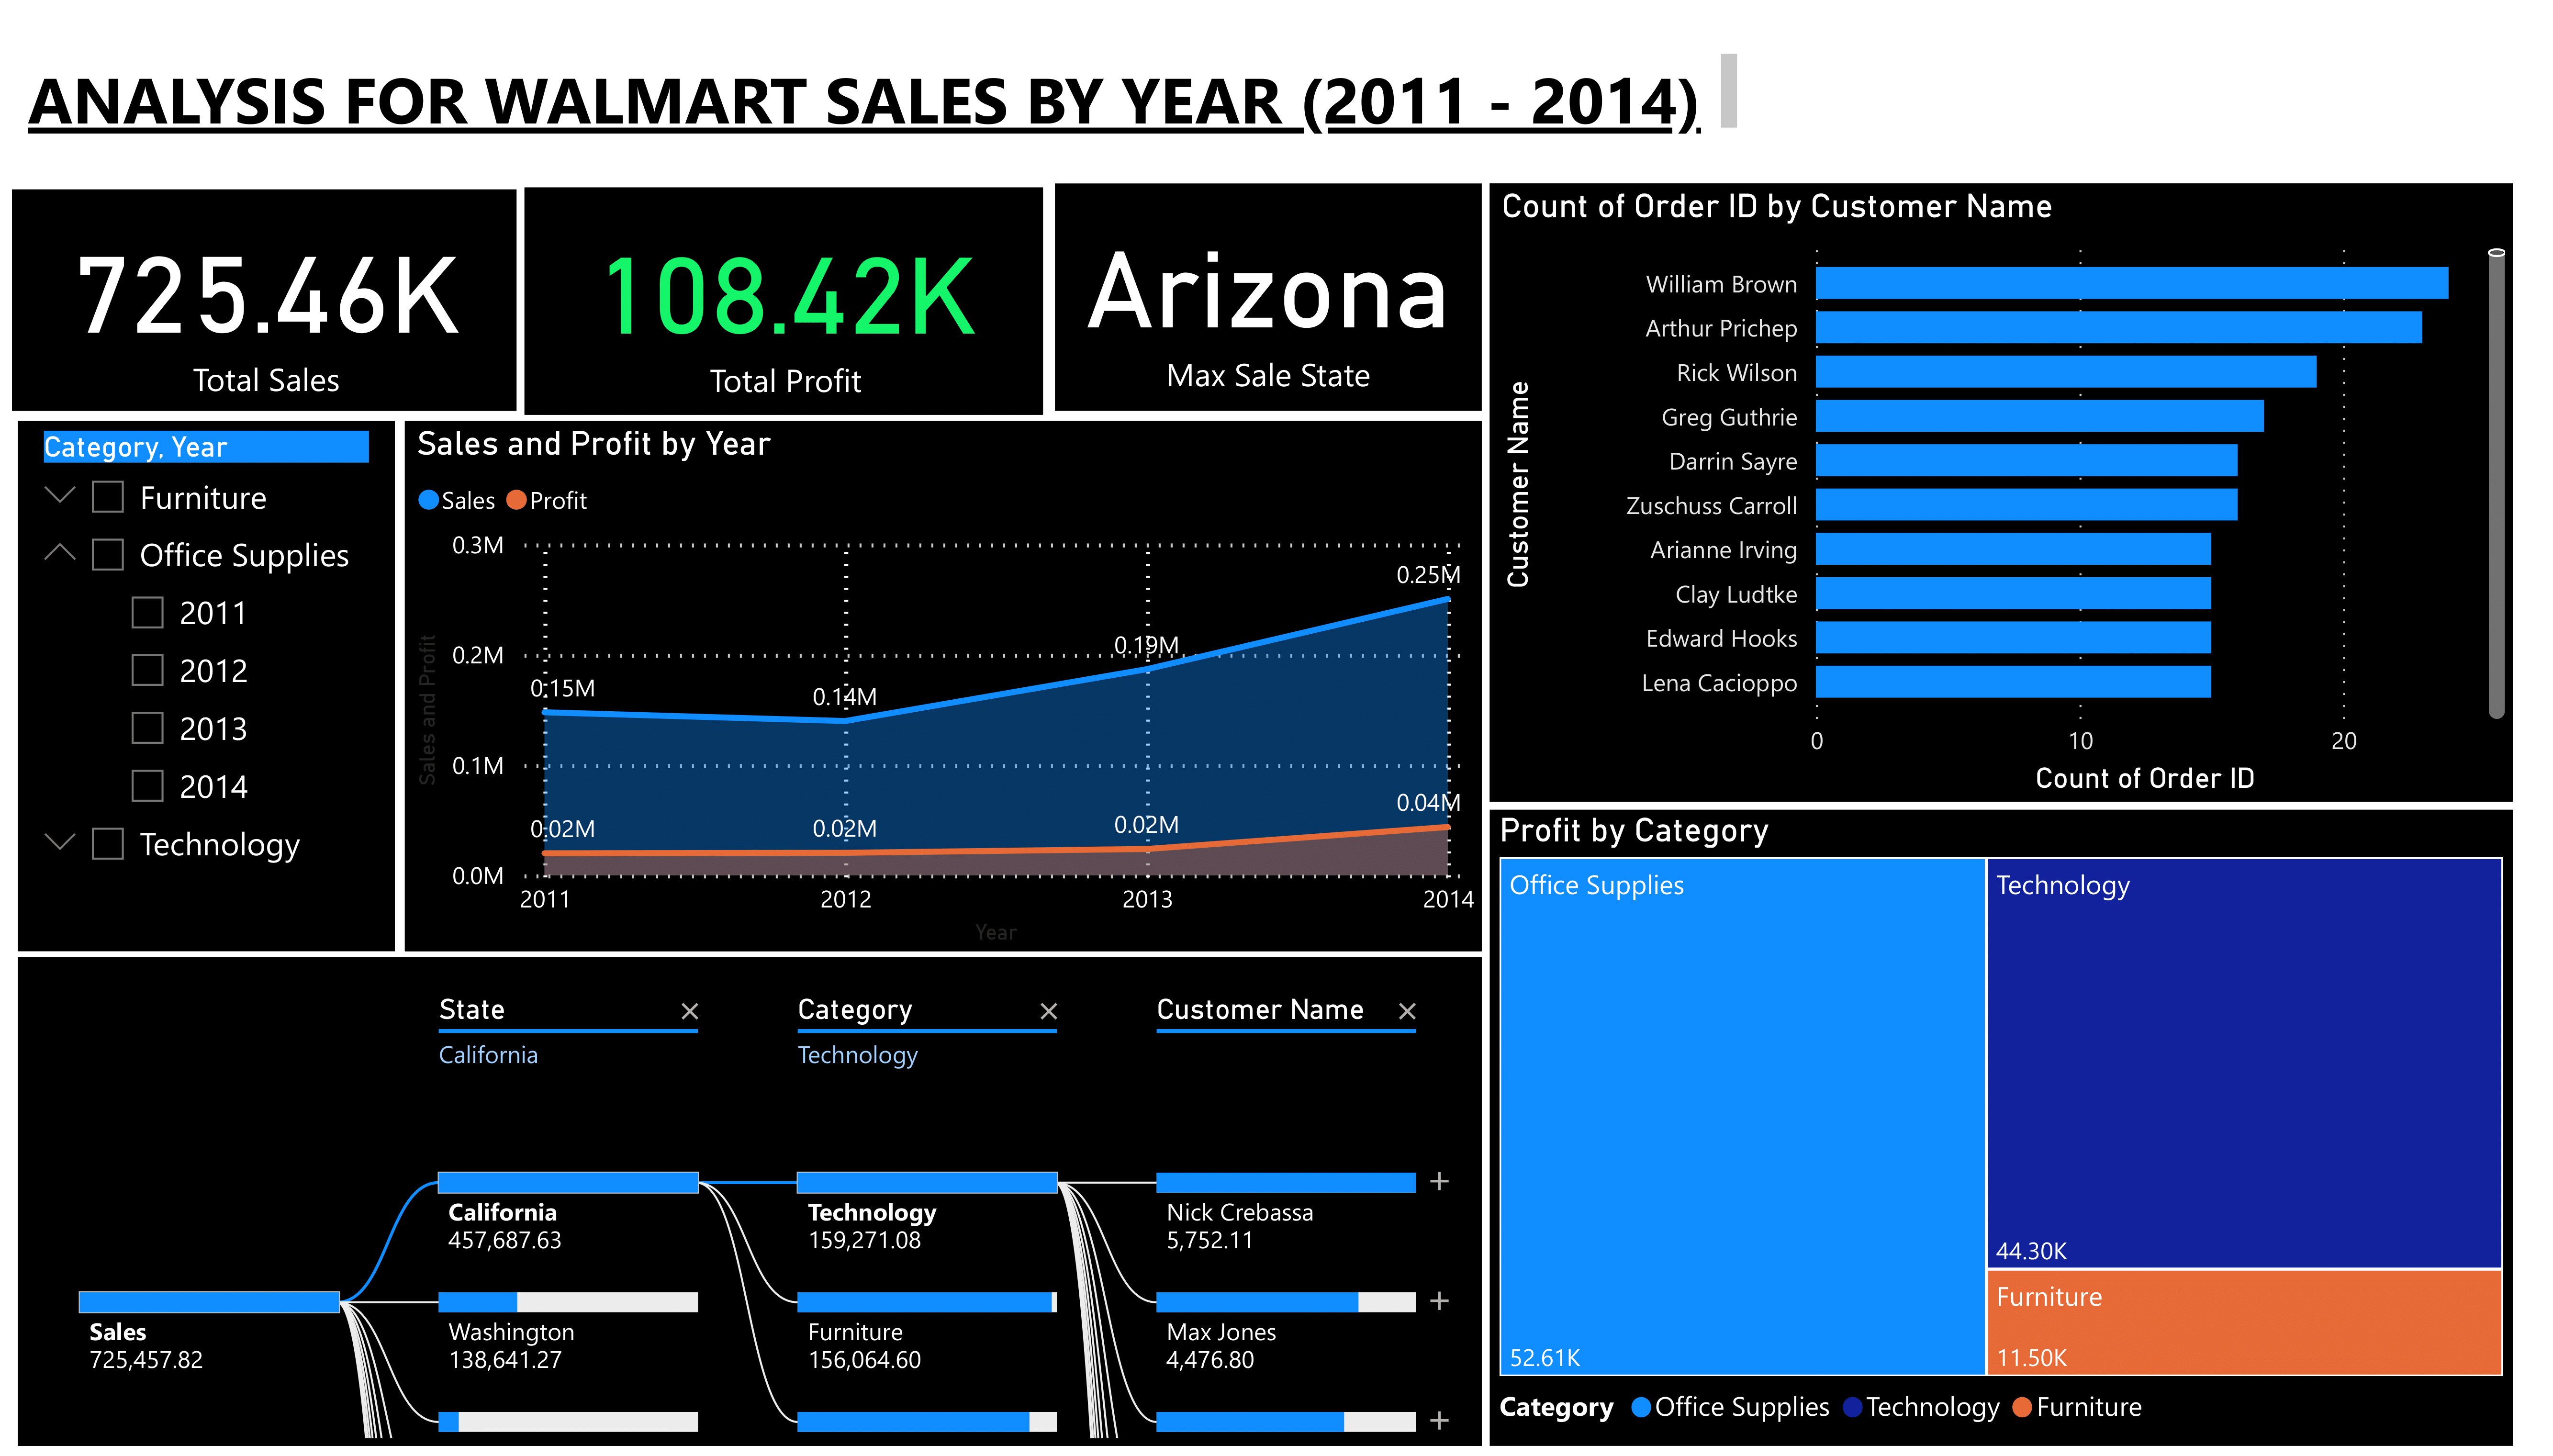 ANALYSIS FOR WALMART SALES BY YEAR (2011 - 2014)
725.46K
Total Sales
108.42K
Total Profit
Arizona
Max Sale State
Category, Year
Furniture
Office Supplies
2011
2012
2013
2014
Technology
Sales and Profit by Year
Sales Profit
Sales and Profit
0.3M
0.2M
0.1M
0.0M
0.15M
0.14M
0.19M
0.25M
0.02M
0.02M
0.02M
0.04M
2011 2012 2013 2014
Year
Count of Order ID by Customer Name
Customer Name
William Brown
Arthur Prichep
Rick Wilson
Greg Guthrie
Darrin Sayre
Zuschuss Carroll
Arianne Irving
Clay Ludtke
Edward Hooks
Lena Cacioppo
0 10 20
Count of Order ID
State
California
Category
Technology
Customer Name
Sales
725,457.82
California
457,687.63
Washington
138,641.27
Technology
159,271.08
Furniture
156,064.60
Nick Crebassa
5,752.11
Max Jones
4,476.80
Profit by Category
Office Supplies
52.61K
Technology
44.30K
Furniture
11.50K
Category Office Supplies Technology Furniture